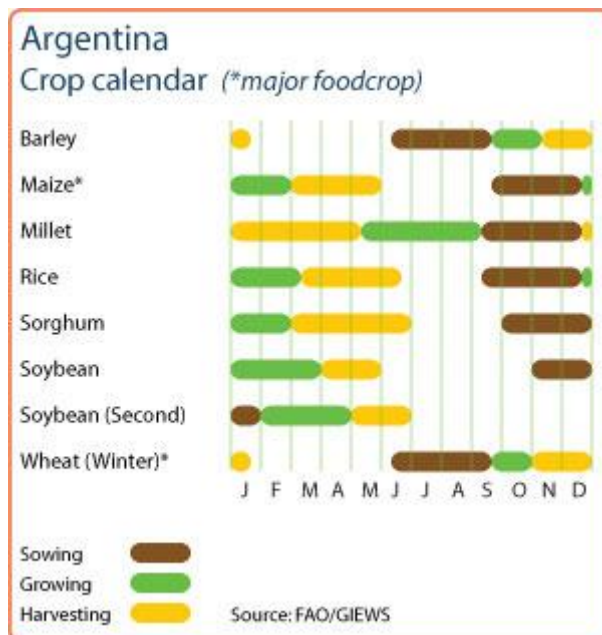 Argentina
Crop calendar (*major foodcrop)
Barley
Maize*
Millet
Rice
Sorghum
Soybean
Soybean (Second)
Wheat (Winter)*
J F M A M J J A S O N D
Sowing
Growing
Harvesting Source: FAO/GIEWS